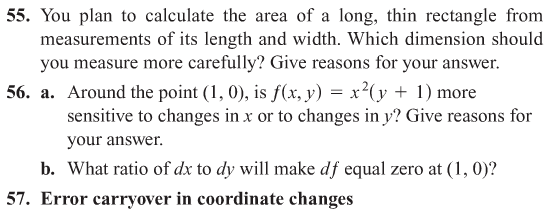 55. You plan to calculate the area of a long, thin rectangle from
measurements of its length and width. Which dimension should
you measure more carefully? Give reasons for your answer.
56. a. Around the point (1, 0), is f(x, y) = x²(y + 1) more
sensitive to changes in x or to changes in y? Give reasons for
your answer.
b. What ratio of dx to dy will make df equal zero at (1, 0)?
57. Error carryover in coordinate changes